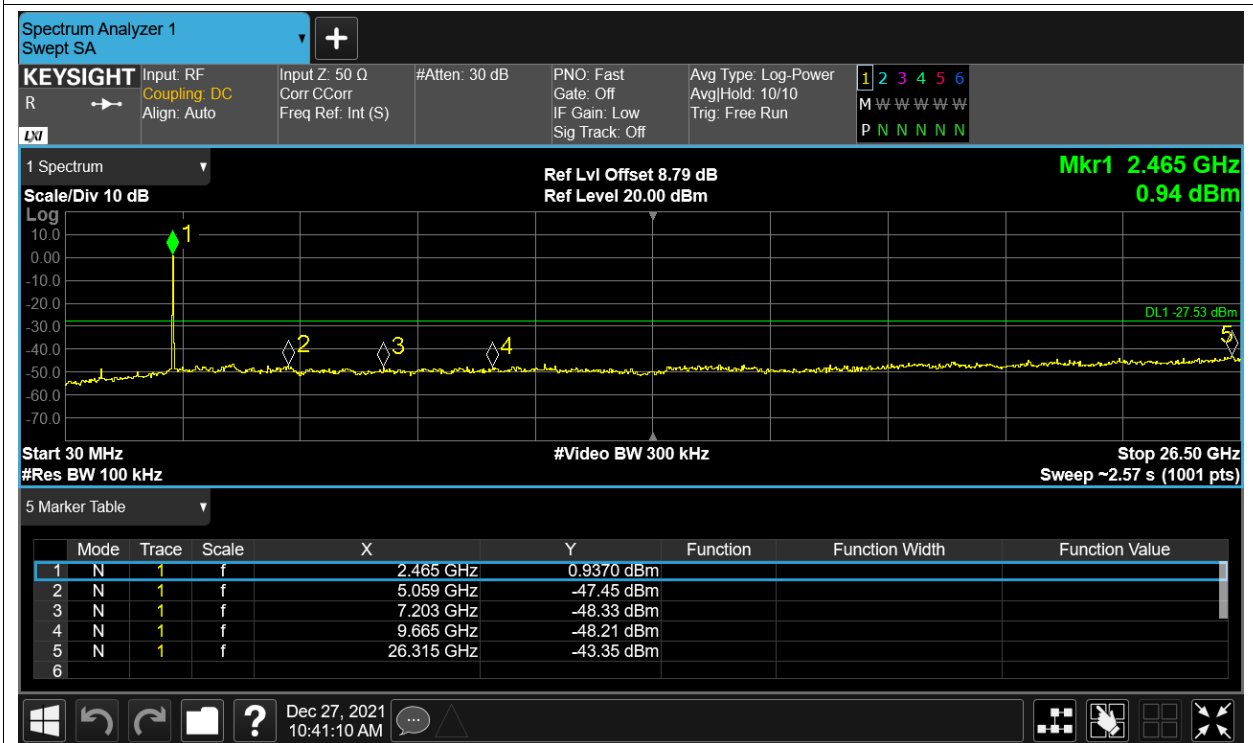 Spectrum Analyzer 1
Swept SA
KEYSIGHT
R
LXI
Input: RF
Coupling: DC
Align: Auto
Input Z: 50 Ω
Corr CCorr
Freq Ref: Int (S)
#Atten: 30 dB
PNO: Fast
Gate: Off
IF Gain: Low
Sig Track: Off
Avg Type: Log-Power
Avg|Hold: 10/10
Trig: Free Run
1 2 3 4 5 6
M W W W W W
P N N N N N
1 Spectrum
Scale/Div 10 dB
Ref Lvl Offset 8.79 dB
Ref Level 20.00 dBm
Mkr1 2.465 GHz
0.94 dBm
Log
10.0
0.00
-10.0
-20.0
-30.0
-40.0
-50.0
-60.0
-70.0
1
2
3
4
5
DL1 -27.53 dBm
Start 30 MHz
#Video BW 300 kHz
Stop 26.50 GHz
#Res BW 100 kHz
Sweep ~2.57 s (1001 pts)
5 Marker Table
Mode Trace Scale X Y Function Function Width Function Value
1 N 1 f 2.465 GHz 0.9370 dBm
2 N 1 f 5.059 GHz -47.45 dBm
3 N 1 f 7.203 GHz -48.33 dBm
4 N 1 f 9.665 GHz -48.21 dBm
5 N 1 f 26.315 GHz -43.35 dBm
6
?
Dec 27, 2021
10:41:10 AM